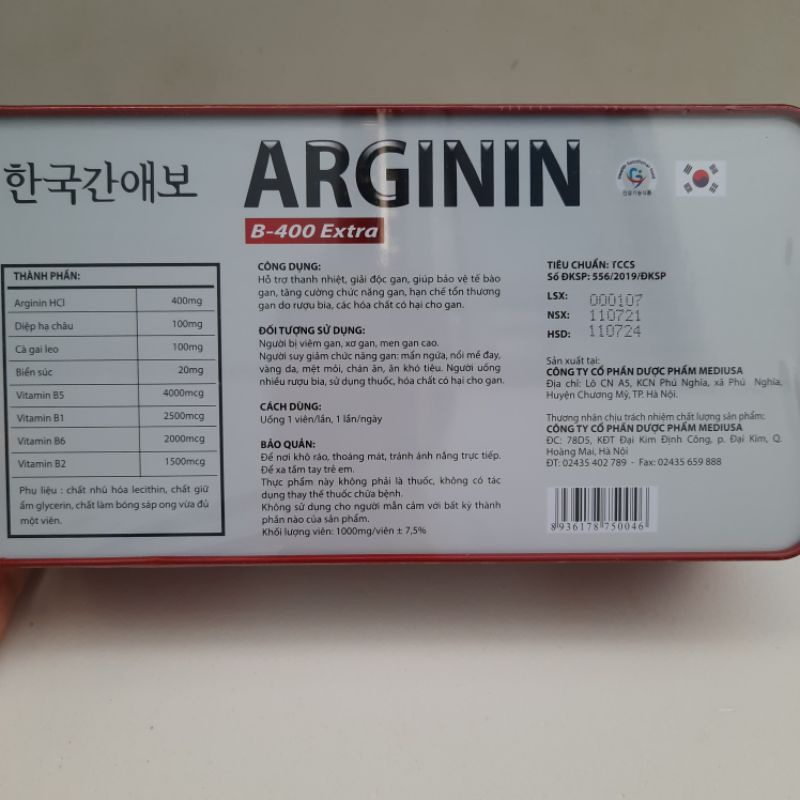 한국간애보
ARGININ
B-400 Extra
THÀNH PHẦN:
Arginin HCl 400mg
Diệp hạ châu 100mg
Cà gai leo 100mg
Biển súc 20mg
Vitamin B5 4000mcg
Vitamin B1 2500mcg
Vitamin B6 2000mcg
Vitamin B2 1500mcg
Phụ liệu : chất nhũ hóa lecithin, chất giữ
ẩm glycerin, chất làm bóng sáp ong vừa đủ
một viên.
CÔNG DỤNG:
Hỗ trợ thanh nhiệt, giải độc gan, giúp bảo vệ tế bào
gan, tăng cường chức năng gan, hạn chế tổn thương
gan do rượu bia, các hóa chất có hại cho gan.
ĐỐI TƯỢNG SỬ DỤNG:
Người bị viêm gan, xơ gan, men gan cao.
Người suy giảm chức năng gan: mẩn ngứa, nổi mề đay,
vàng da, mệt mỏi, chán ăn, ăn khó tiêu. Người uống
nhiều rượu bia, sử dụng thuốc, hóa chất có hại cho gan.
CÁCH DÙNG:
Uống 1 viên/lần, 1 lần/ngày
BẢO QUẢN:
Để nơi khô ráo, thoáng mát, tránh ánh nắng trực tiếp.
Để xa tầm tay trẻ em.
Thực phẩm này không phải là thuốc, không có tác
dụng thay thế thuốc chữa bệnh.
Không sử dụng cho người mẫn cảm với bất kỳ thành
phần nào của sản phẩm.
Khối lượng viên: 1000mg/viên ± 7,5%
TIÊU CHUẨN: TCCS
Số ĐKSP: 556/2019/ĐKSP
LSX: 000107
NSX: 110721
HSD: 110724
Sản xuất tại:
CÔNG TY CỔ PHẦN DƯỢC PHẨM MEDIUSA
Địa chỉ: Lô CN A5, KCN Phú Nghĩa, xã Phú Nghĩa,
Huyện Chương Mỹ, TP. Hà Nội.
Thương nhân chịu trách nhiệm chất lượng sản phẩm:
CÔNG TY CỔ PHẦN DƯỢC PHẨM MEDIUSA
ĐC: 78D5, KĐT Đại Kim Định Công, p. Đại Kim, Q.
Hoàng Mai, Hà Nội
ĐT: 02435 402 789 - Fax: 02435 659 888
8936178750046